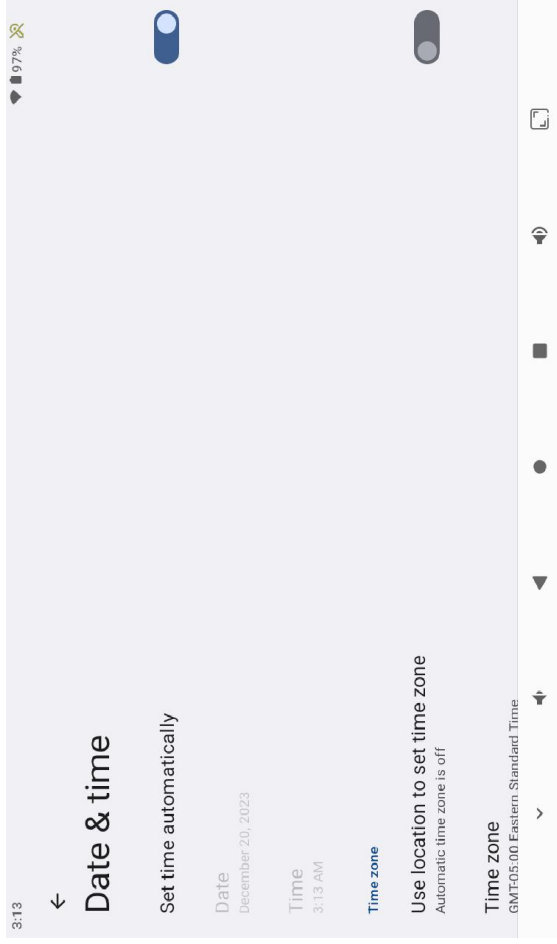 3:13
97%
Date & time
Set time automatically
Date
December 20, 2023
Time
3:13 AM
Time zone
Use location to set time zone
Automatic time zone is off
Time zone
GMT-05:00 Eastern Standard Time